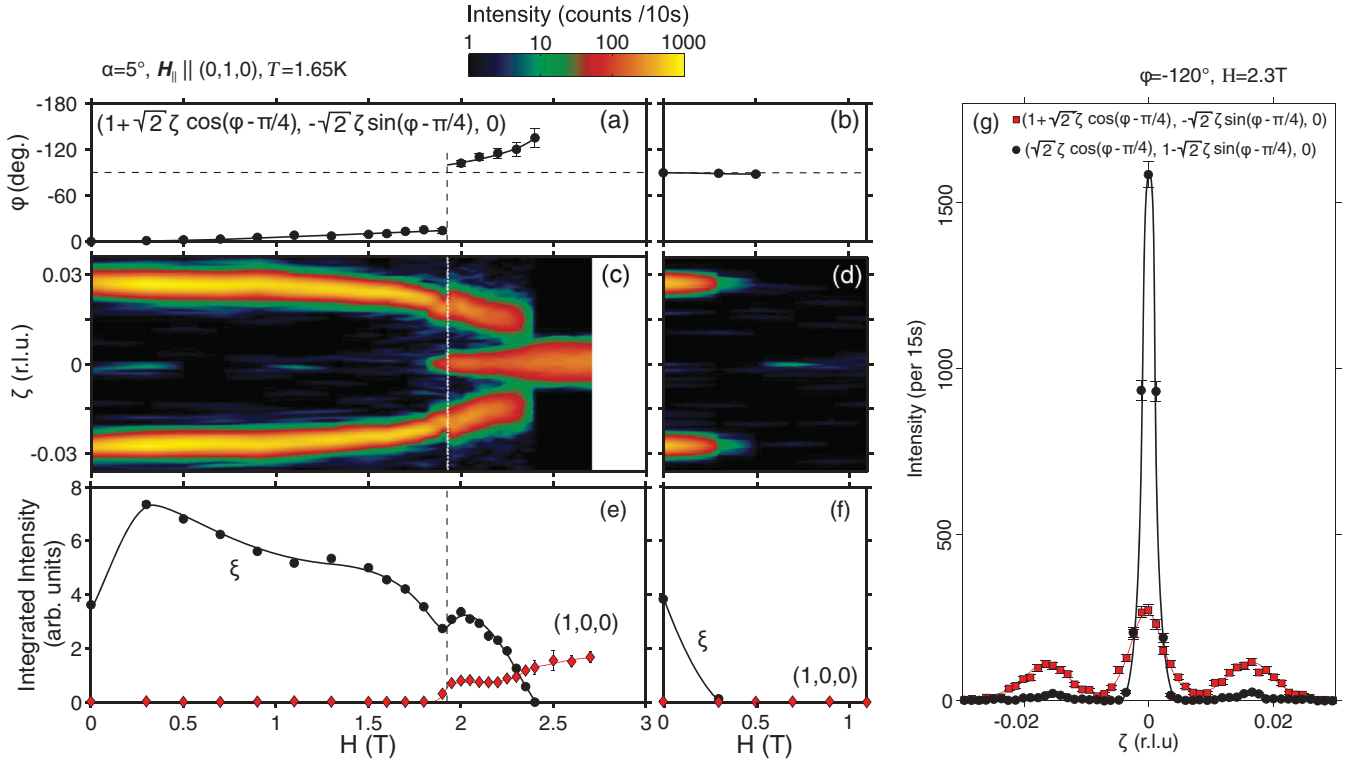 Intensity (counts /10s)
1 10 100 1000
α=5°, H∥ || (0,1,0), T=1.65K
φ=-120°, H=2.3T
-180
-120
-60
0
φ (deg.)
(1+√2 ζ cos(φ-π/4), -√2 ζ sin(φ-π/4), 0)
(a)
(b)
0.03
0
-0.03
ζ (r.l.u.)
(c)
(d)
8
6
4
2
0
Integrated Intensity
(arb. units)
ξ
(1,0,0)
(e)
ξ
(1,0,0)
(f)
0 0.5 1 1.5 2 2.5 3
H (T)
0 0.5 1
H (T)
(g)
(1+√2 ζ cos(φ-π/4), -√2 ζ sin(φ-π/4), 0)
(√2 ζ cos(φ-π/4), 1-√2 ζ sin(φ-π/4), 0)
1500
1000
500
0
Intensity (per 15s)
-0.02 0 0.02
ζ (r.l.u)